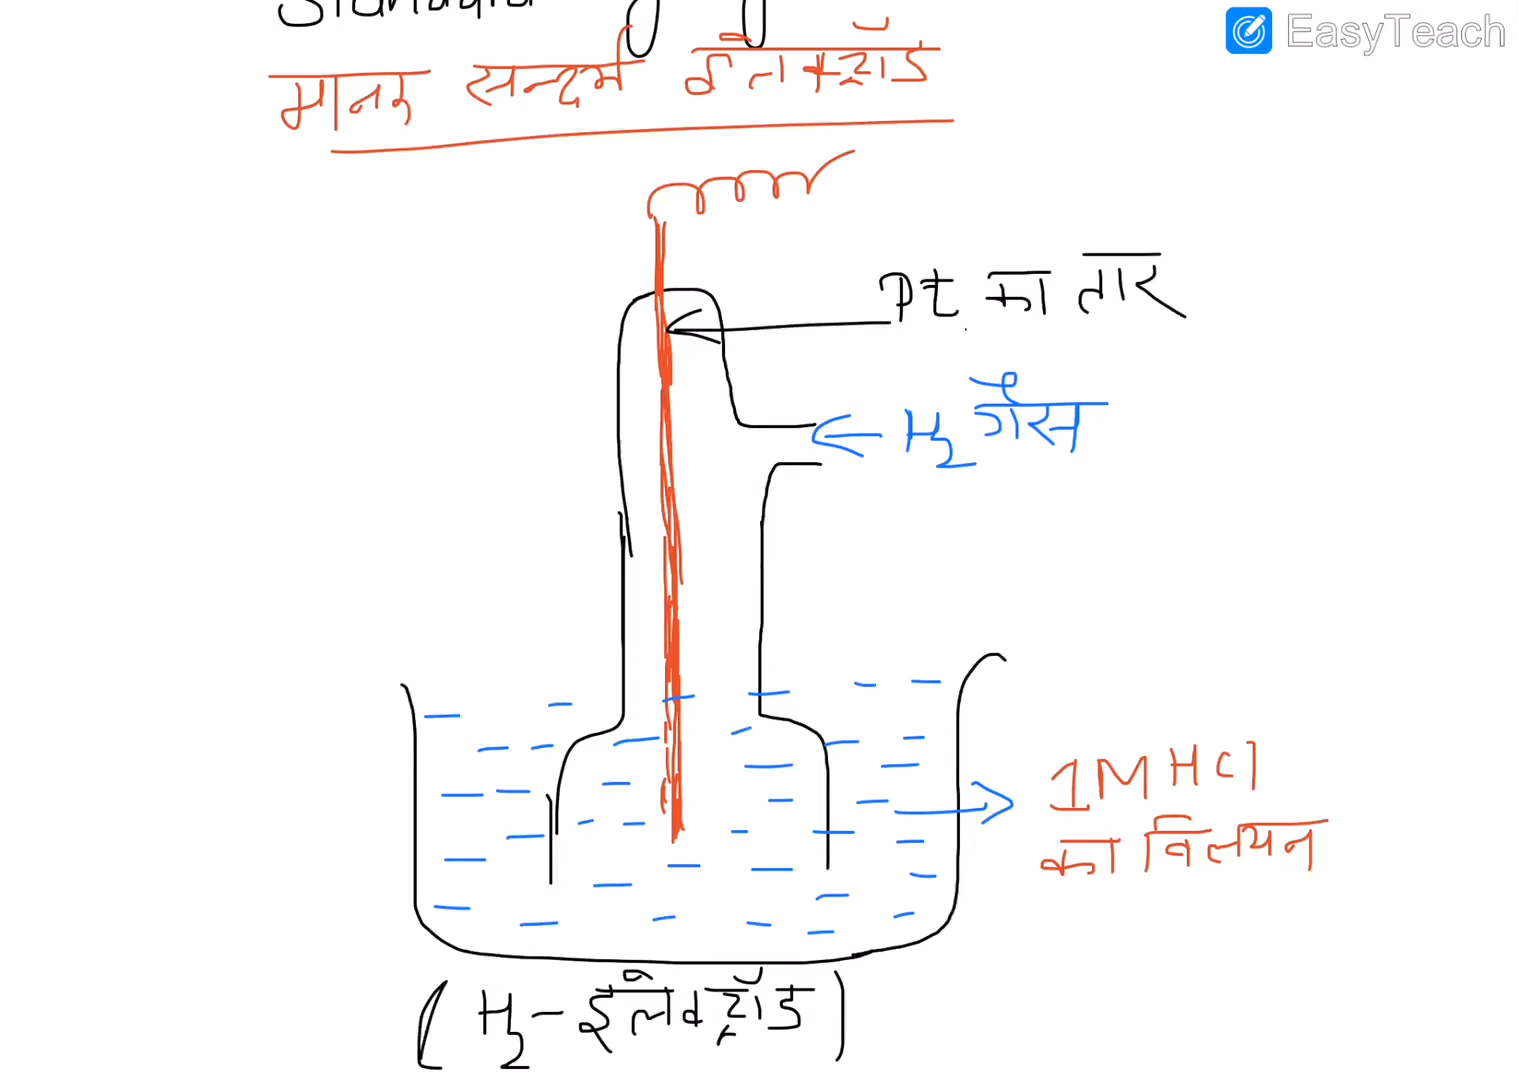 EasyTeach
मानक सन्दर्भ इलेक्ट्रॉड
Pt का तार
H2 गैस
1M HCl
का विलयन
(H2-इलेक्ट्रॉड)